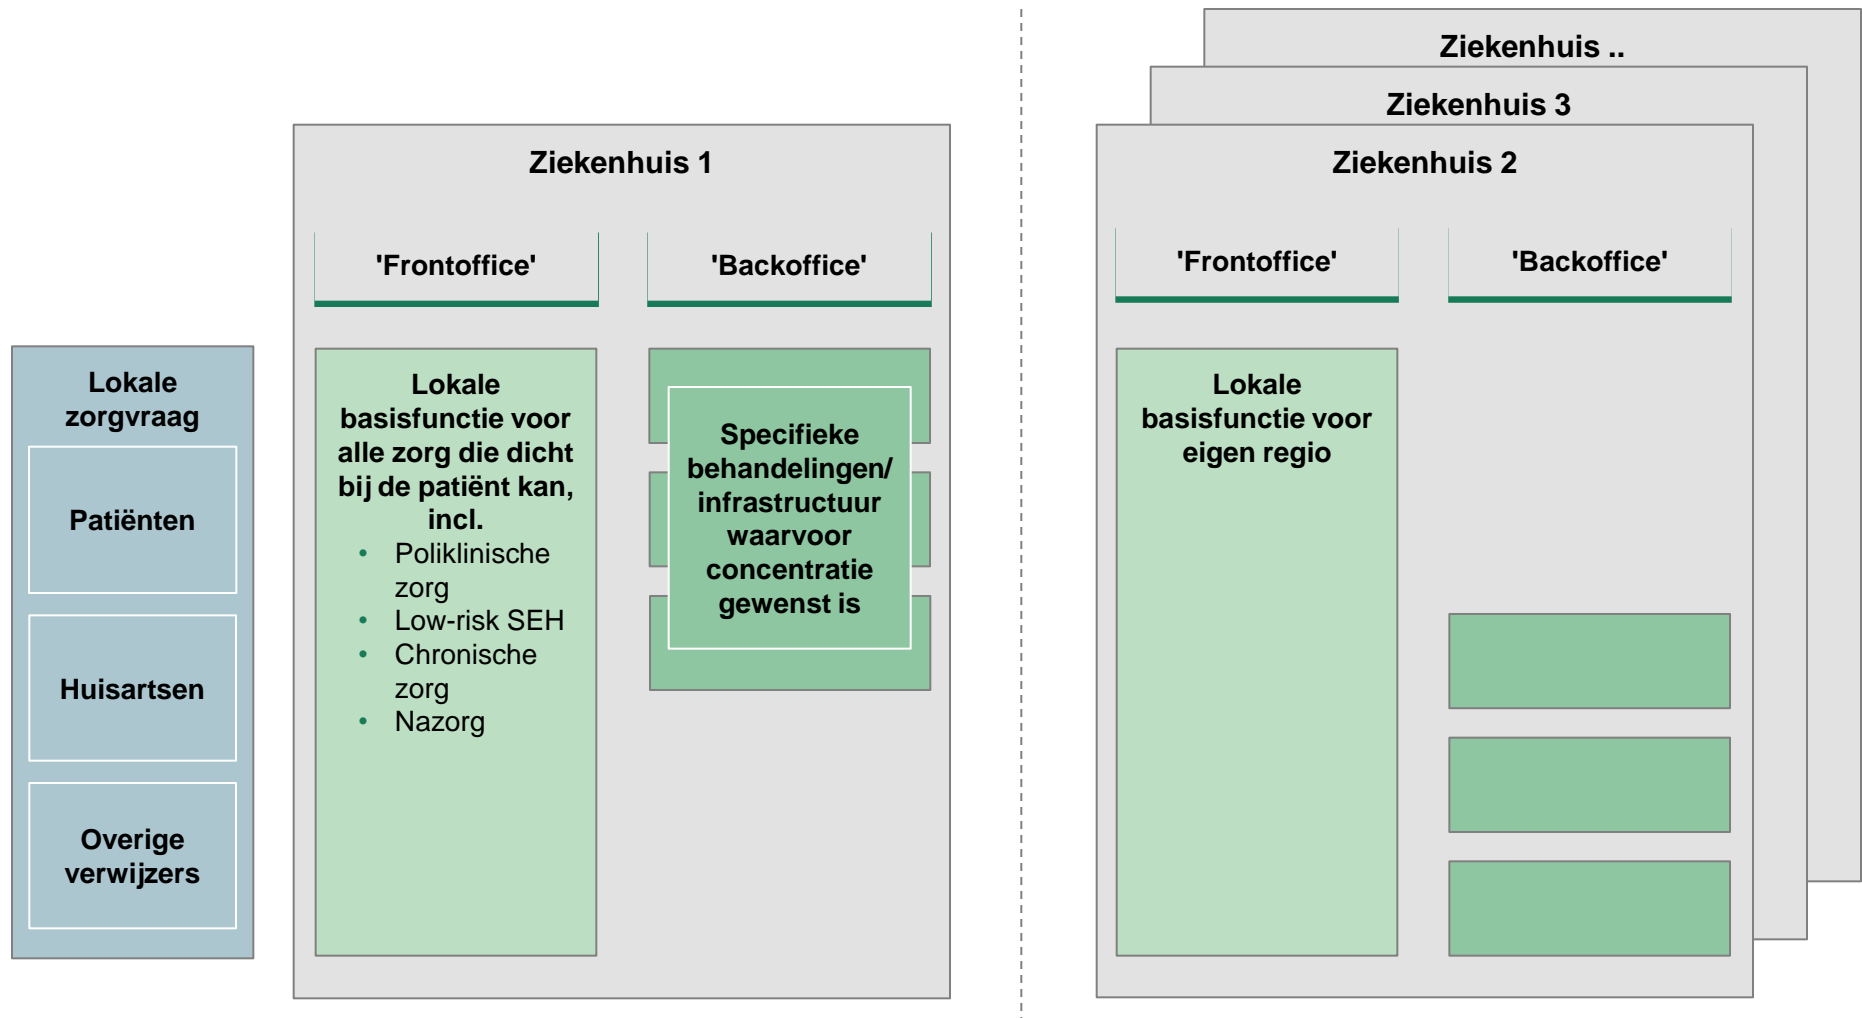 Lokale
zorgvraag
Patiënten
Huisartsen
Overige
verwijzers
Ziekenhuis 1
'Frontoffice'
Lokale
basisfunctie voor
alle zorg die dicht
bij de patiënt kan,
incl.
• Poliklinische
zorg
• Low-risk SEH
• Chronische
zorg
• Nazorg
'Backoffice'
Specifieke
behandelingen/
infrastructuur
waarvoor
concentratie
gewenst is
Ziekenhuis ..
Ziekenhuis 3
Ziekenhuis 2
'Frontoffice'
Lokale
basisfunctie voor
eigen regio
'Backoffice'